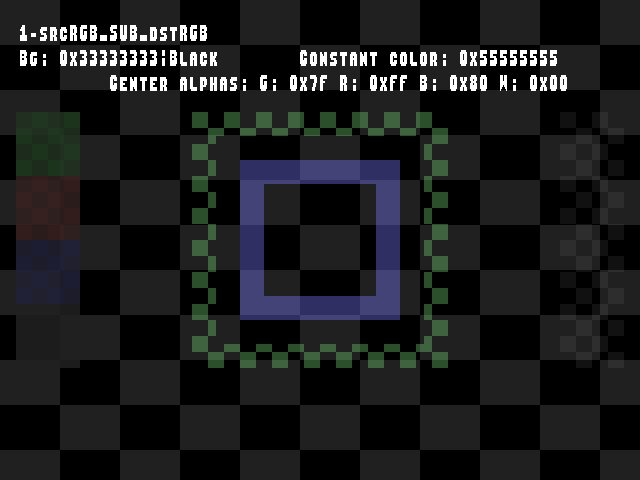 1-srcRGB_SUB_dstRGB
Bg: 0x33333333¦Black Constant color: 0x55555555
Center alphas: G: 0x7f R: 0xff B: 0x80 W: 0x00